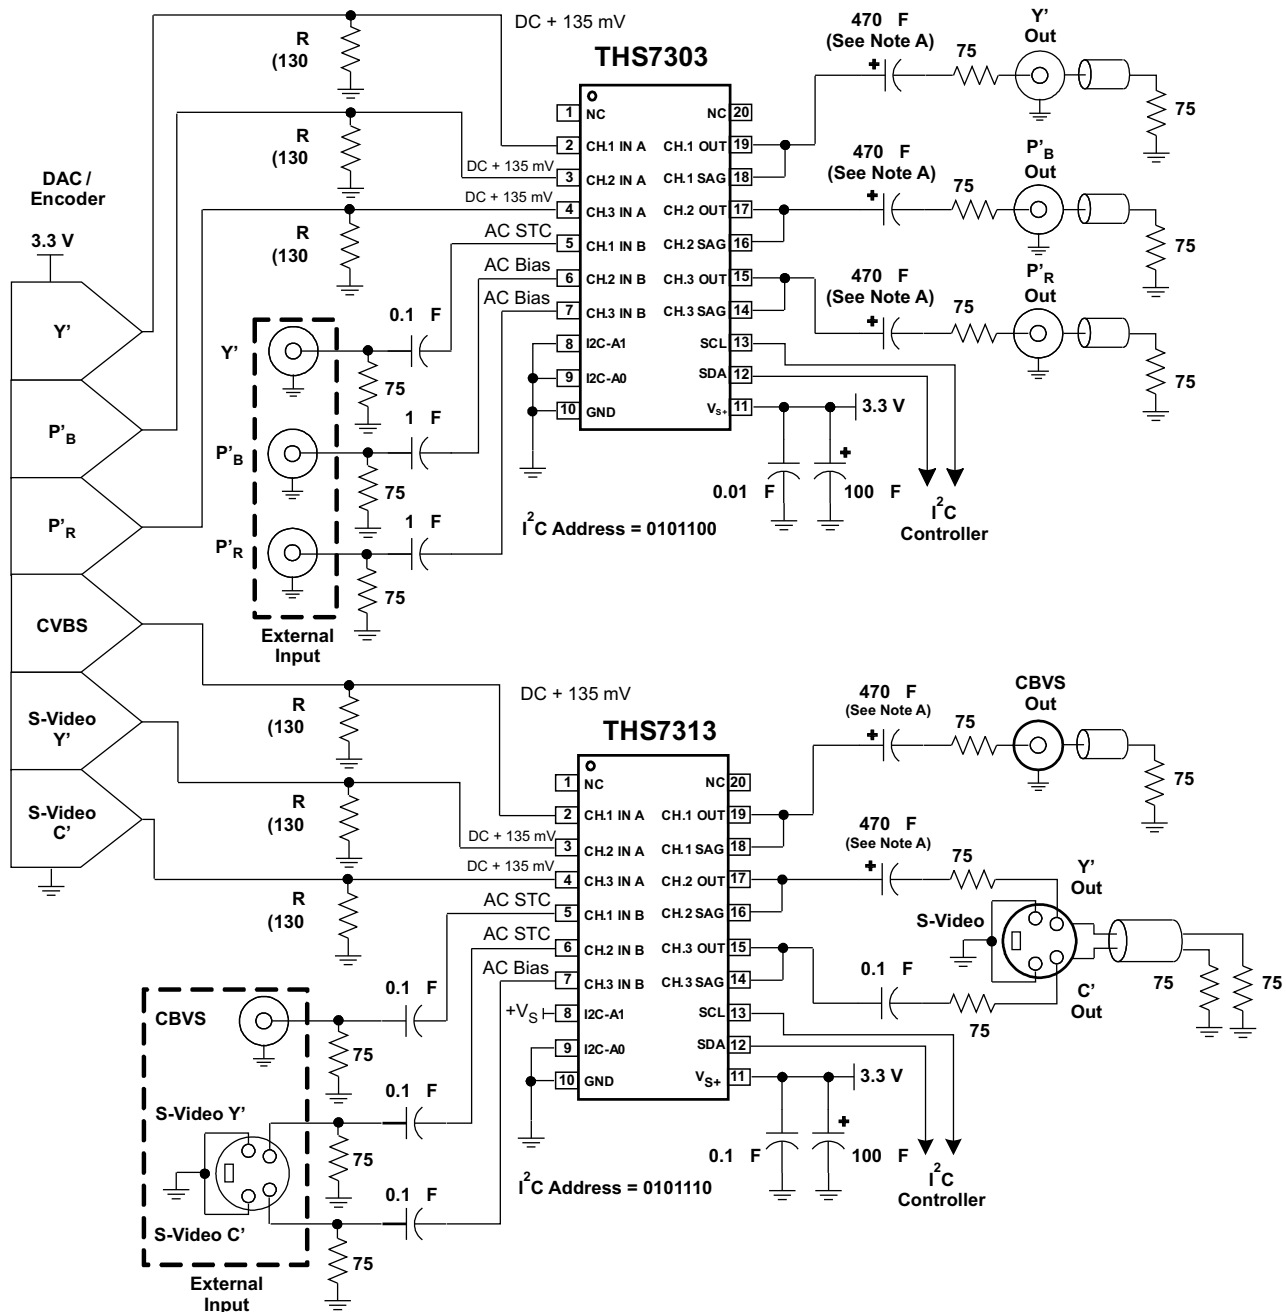 DC + 135 mV
R
(130
THS7303
470 F
(See Note A)
75
Y’
Out
75
1 NC
NC 20
2 CH.1 IN A
CH.1 OUT 19
DC + 135 mV
3 CH.2 IN A
CH.1 SAG 18
DC + 135 mV
4 CH.3 IN A
CH.2 OUT 17
AC STC
5 CH.1 IN B
CH.2 SAG 16
AC Bias
6 CH.2 IN B
CH.3 OUT 15
AC Bias
7 CH.3 IN B
CH.3 SAG 14
8 I2C-A1
SCL 13
9 I2C-A0
SDA 12
10 GND
VS+ 11
3.3 V
R
(130
R
(130
470 F
(See Note A)
75
P’B
Out
75
470 F
(See Note A)
75
P’R
Out
75
DAC /
Encoder
3.3 V
Y’
P’B
P’R
CVBS
S-Video
Y’
S-Video
C’
Y’
0.1 F
75
P’B
1 F
75
P’R
1 F
75
External
Input
0.01 F
100 F
I2C
Controller
I2C Address = 0101100
R
(130
DC + 135 mV
THS7313
470 F
(See Note A)
75
CBVS
Out
75
1 NC
NC 20
2 CH.1 IN A
CH.1 OUT 19
DC + 135 mV
3 CH.2 IN A
CH.1 SAG 18
DC + 135 mV
4 CH.3 IN A
CH.2 OUT 17
AC STC
5 CH.1 IN B
CH.2 SAG 16
AC STC
6 CH.2 IN B
CH.3 OUT 15
AC Bias
7 CH.3 IN B
CH.3 SAG 14
+VS
8 I2C-A1
SCL 13
9 I2C-A0
SDA 12
10 GND
VS+ 11
3.3 V
R
(130
R
(130
470 F
(See Note A)
75
Y’
Out
S-Video
0.1 F
75
C’
Out
75
75
CBVS
0.1 F
75
S-Video Y’
0.1 F
75
S-Video C’
0.1 F
75
External
Input
0.1 F
100 F
I2C
Controller
I2C Address = 0101110